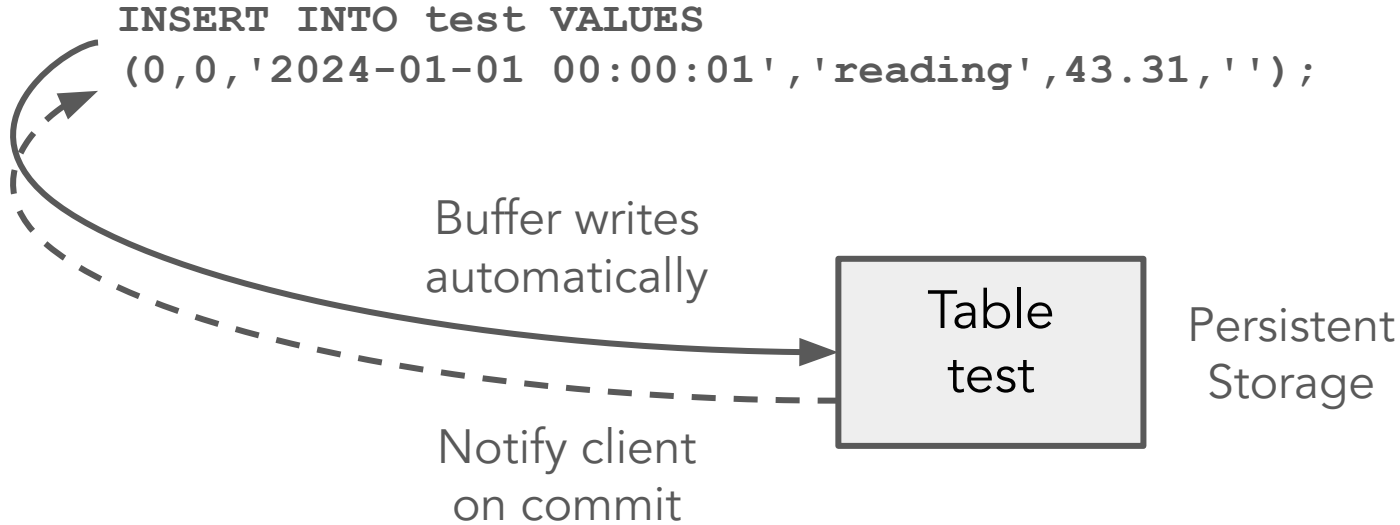 INSERT INTO test VALUES
(0,0,'2024-01-01 00:00:01','reading',43.31,'');
Buffer writes
automatically
Table
test
Persistent
Storage
Notify client
on commit